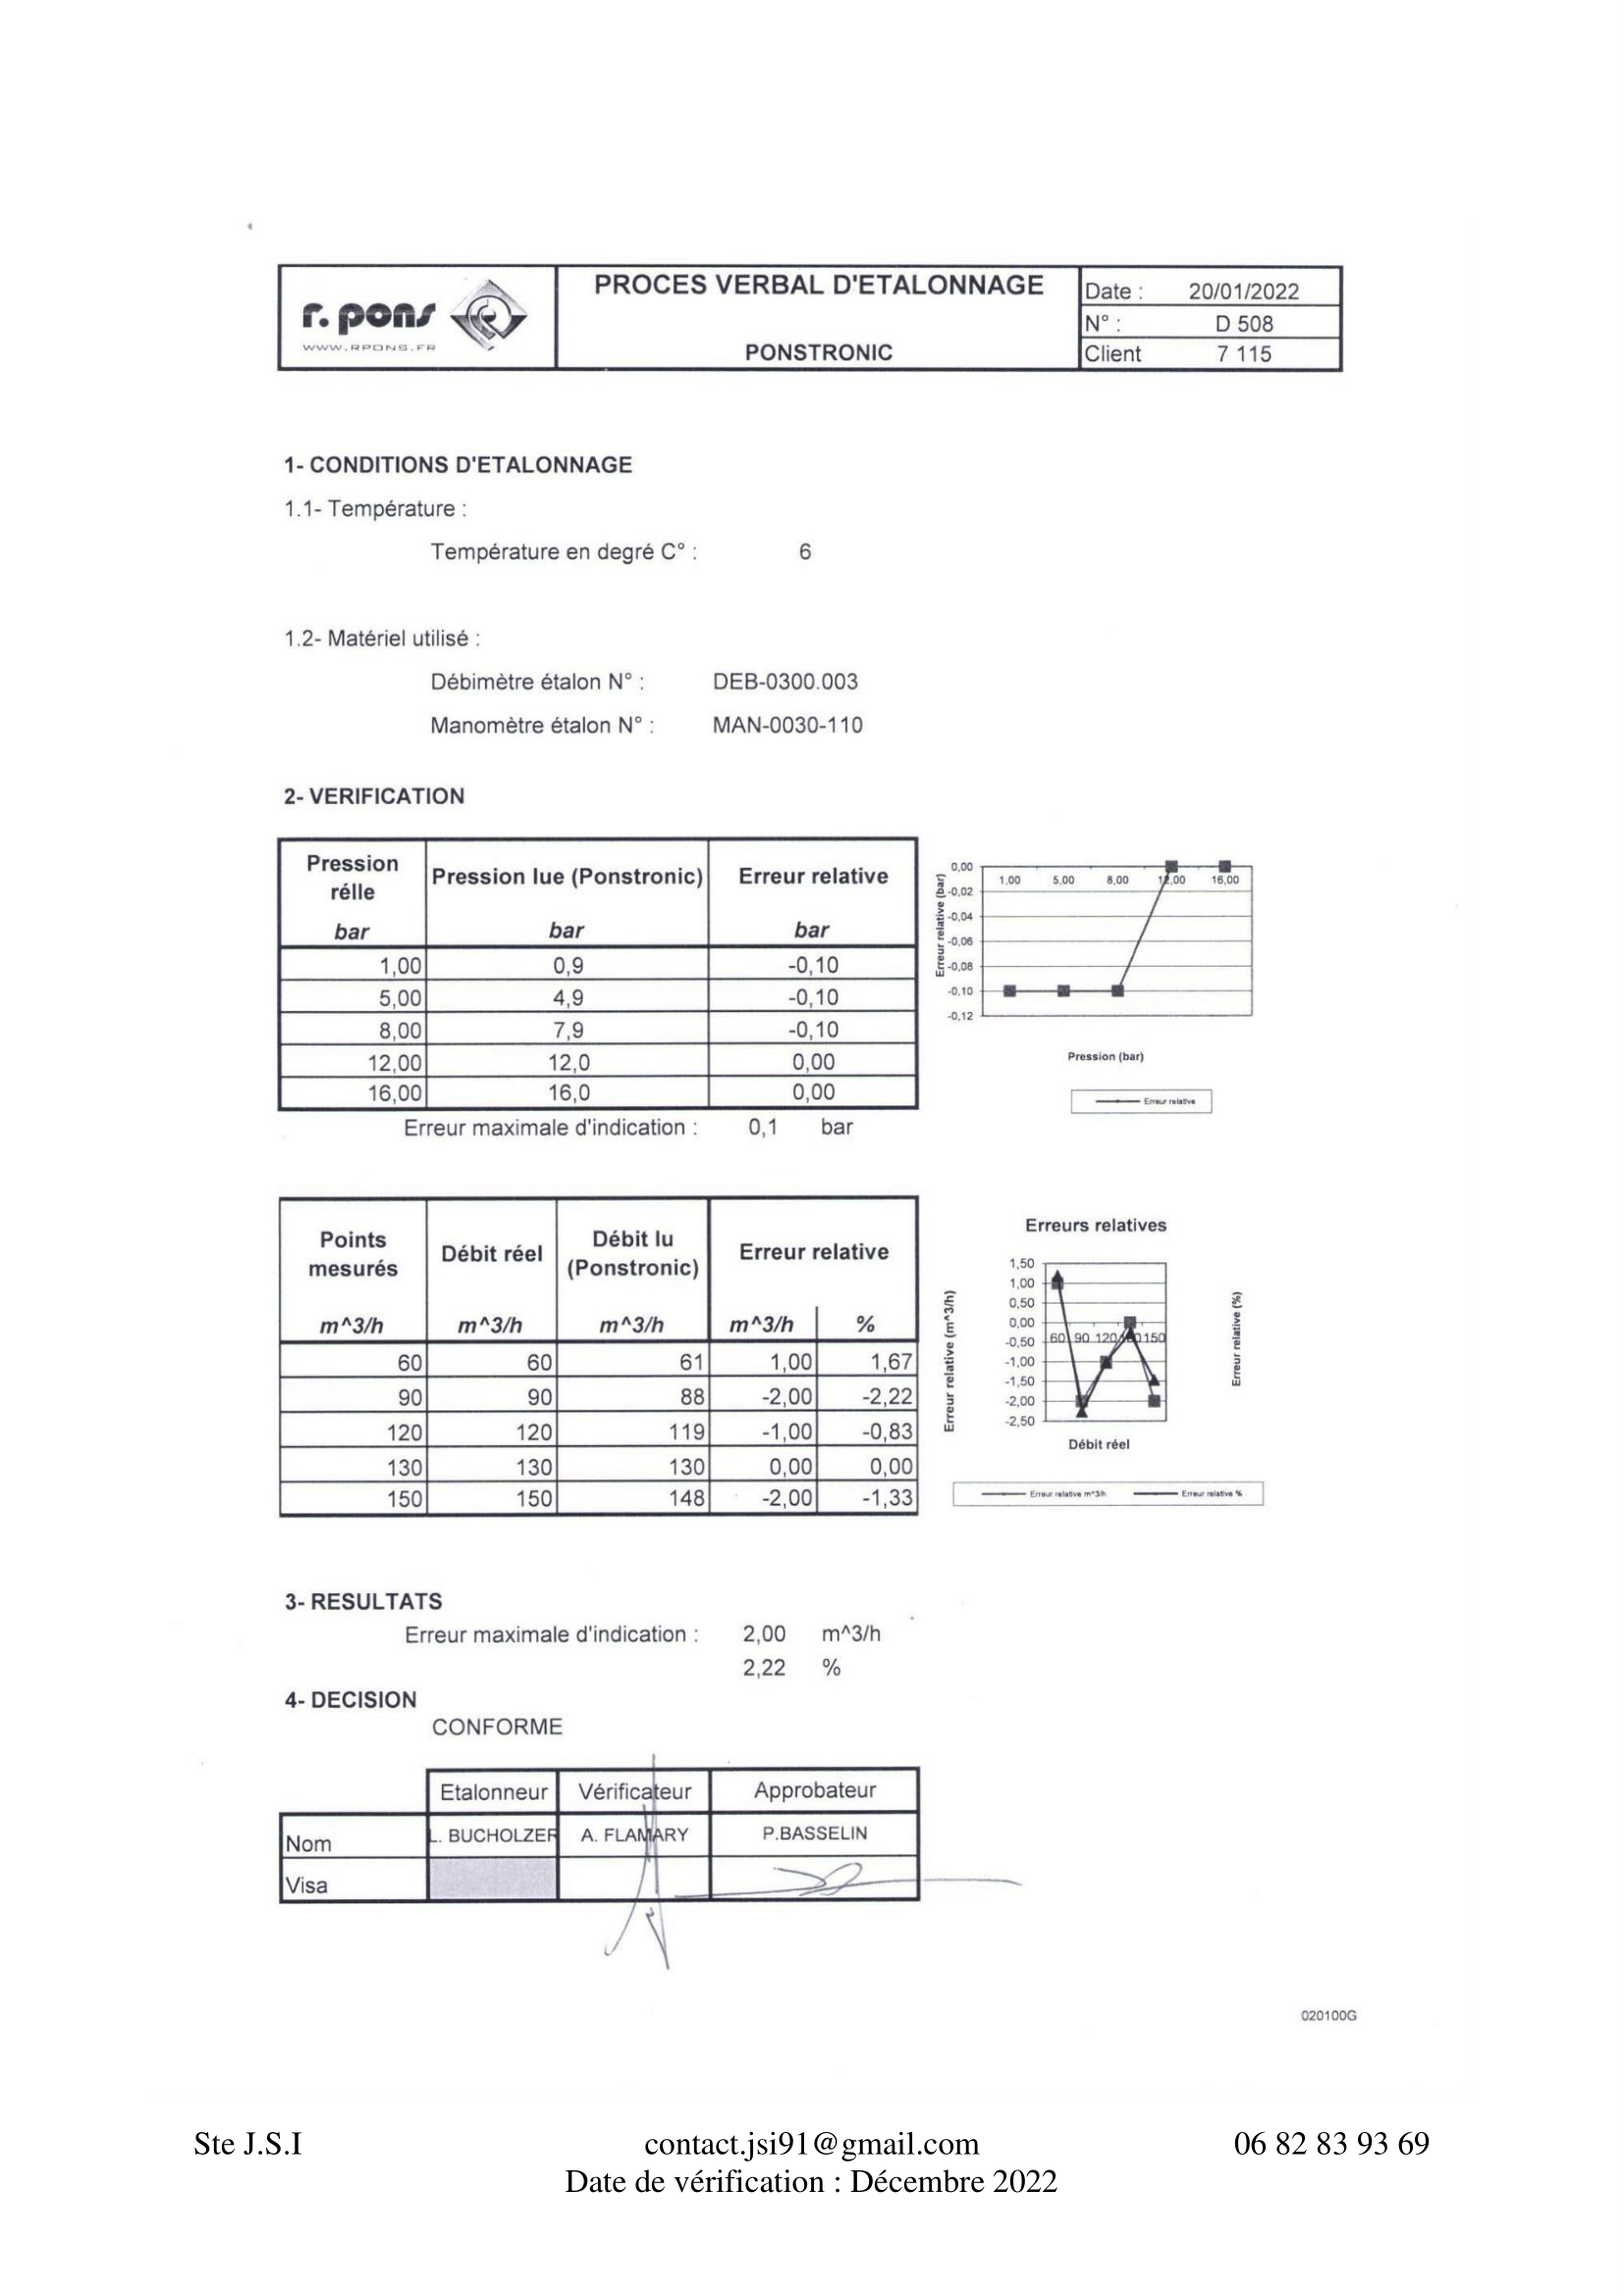 r. pons
WWW.RPONS.FR
PROCES VERBAL D'ETALONNAGE
PONSTRONIC
Date : 20/01/2022
N° : D 508
Client 7 115
1- CONDITIONS D'ETALONNAGE
1.1- Température :
Température en degré C° : 6
1.2- Matériel utilisé :
Débimètre étalon N° : DEB-0300.003
Manomètre étalon N° : MAN-0030-110
2- VERIFICATION
Pression rélle Pression lue (Ponstronic) Erreur relative
bar bar bar
1,00 0,9 -0,10
5,00 4,9 -0,10
8,00 7,9 -0,10
12,00 12,0 0,00
16,00 16,0 0,00
Erreur maximale d'indication : 0,1 bar
Erreur relative (bar)
0,00
-0,02
-0,04
-0,06
-0,08
-0,10
-0,12
1,00 5,00 8,00 12,00 16,00
Pression (bar)
Erreur relative
Points mesurés Débit réel Débit lu (Ponstronic) Erreur relative
m^3/h m^3/h m^3/h m^3/h %
60 60 61 1,00 1,67
90 90 88 -2,00 -2,22
120 120 119 -1,00 -0,83
130 130 130 0,00 0,00
150 150 148 -2,00 -1,33
Erreurs relatives
Erreur relative (m^3/h)
1,50
1,00
0,50
0,00
-0,50
-1,00
-1,50
-2,00
-2,50
60 90 120 150
Erreur relative (%)
Débit réel
Erreur relative m^3/h Erreur relative %
3- RESULTATS
Erreur maximale d'indication : 2,00 m^3/h
2,22 %
4- DECISION
CONFORME
Etalonneur Vérificateur Approbateur
Nom L. BUCHOLZER A. FLAMARY P.BASSELIN
Visa
020100G
Ste J.S.I contact.jsi91@gmail.com 06 82 83 93 69
Date de vérification : Décembre 2022